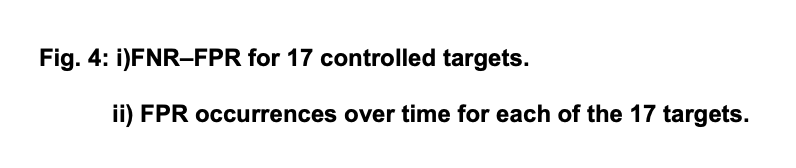 Fig. 4: i)FNR–FPR for 17 controlled targets.
ii) FPR occurrences over time for each of the 17 targets.